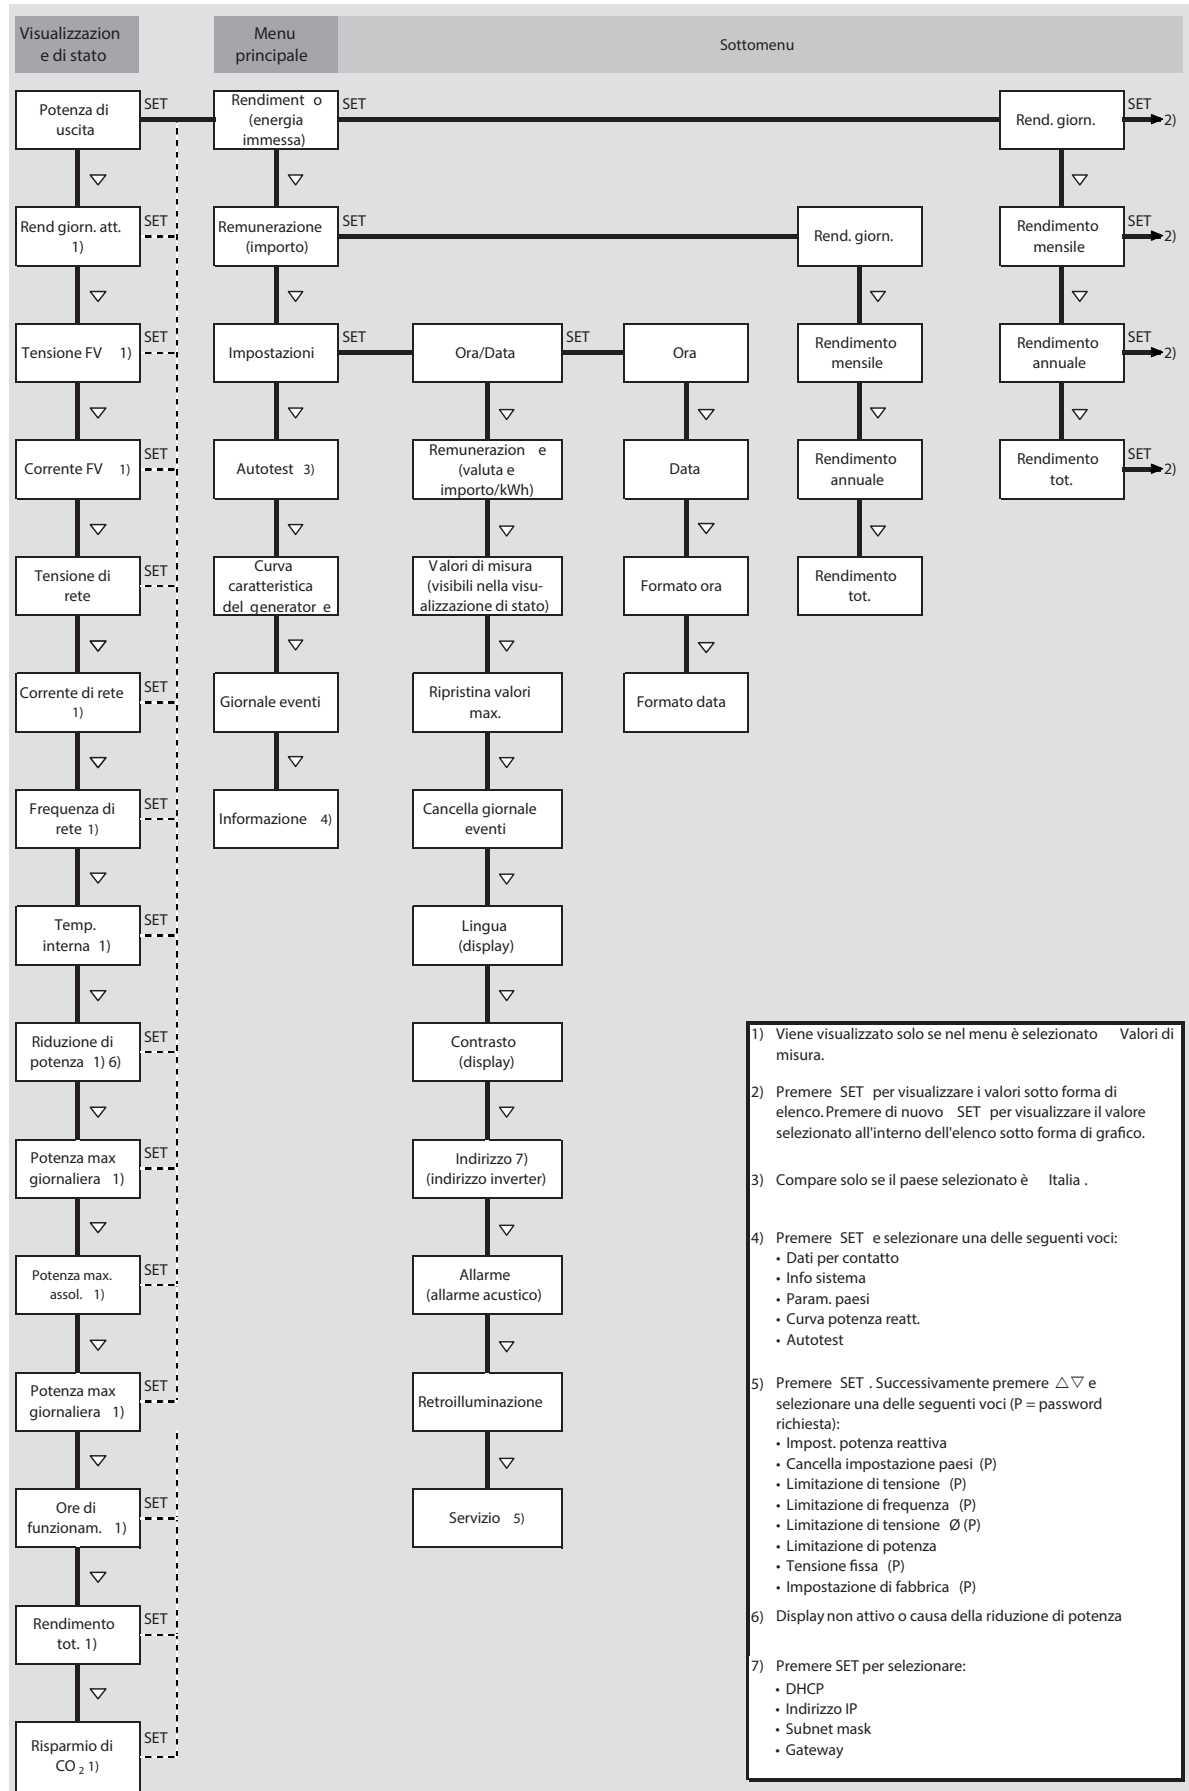 Visualizzazion
e di stato
Menu
principale
Sottomenu
Potenza di
uscita
SET
Rendiment o
(energia
immessa)
SET
Rend. giorn.
SET
2)
Rend giorn. att.
1)
SET
Remunerazione
(importo)
SET
Rend. giorn.
Rendimento
mensile
SET
2)
Tensione FV 1)
SET
Impostazioni
SET
Ora/Data
SET
Ora
Rendimento
mensile
Rendimento
annuale
SET
2)
Corrente FV 1)
SET
Autotest 3)
Remunerazion e
(valuta e
importo/kWh)
Data
Rendimento
annuale
Rendimento
tot.
SET
2)
Tensione di
rete
SET
Curva
caratteristica
del generator e
Valori di misura
(visibili nella visu-
alizzazione di stato)
Formato ora
Rendimento
tot.
Corrente di rete
1)
SET
Giornale eventi
Ripristina valori
max.
Formato data
Frequenza di
rete 1)
SET
Informazione 4)
Cancella giornale
eventi
Temp.
interna 1)
SET
Lingua
(display)
Riduzione di
potenza 1) 6)
SET
Contrasto
(display)
Potenza max
giornaliera 1)
SET
Indirizzo 7)
(indirizzo inverter)
Potenza max.
assol. 1)
SET
Allarme
(allarme acustico)
Potenza max
giornaliera 1)
SET
Retroilluminazione
Ore di
funzionam. 1)
SET
Servizio 5)
Rendimento
tot. 1)
SET
Risparmio di
CO 2 1)
SET
1) Viene visualizzato solo se nel menu è selezionato Valori di
misura.
2) Premere SET per visualizzare i valori sotto forma di
elenco. Premere di nuovo SET per visualizzare il valore
selezionato all'interno dell'elenco sotto forma di grafico.
3) Compare solo se il paese selezionato è Italia .
4) Premere SET e selezionare una delle seguenti voci:
• Dati per contatto
• Info sistema
• Param. paesi
• Curva potenza reatt.
• Autotest
5) Premere SET . Successivamente premere △▽ e
selezionare una delle seguenti voci (P = password
richiesta):
• Impost. potenza reattiva
• Cancella impostazione paesi (P)
• Limitazione di tensione (P)
• Limitazione di frequenza (P)
• Limitazione di tensione Ø (P)
• Limitazione di potenza
• Tensione fissa (P)
• Impostazione di fabbrica (P)
6) Display non attivo o causa della riduzione di potenza
7) Premere SET per selezionare:
• DHCP
• Indirizzo IP
• Subnet mask
• Gateway